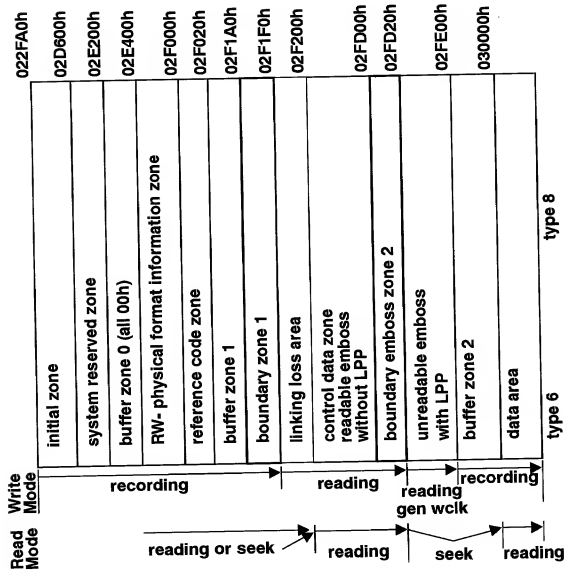 022FA0h
02D600h
02E200h
02E400h
02F000h
02F020h
02F1A0h
02F1F0h
02F200h
02FD00h
02FD20h
02FE00h
030000h
initial zone
system reserved zone
buffer zone 0 (all 00h)
RW- physical format information zone
reference code zone
buffer zone 1
boundary zone 1
linking loss area
control data zone
readable emboss
without LPP
boundary emboss zone 2
unreadable emboss
with LPP
buffer zone 2
data area
type 6
type 8
Write
Mode
recording
reading
reading
gen wclk
recording
Read
Mode
reading or seek
reading
seek
reading